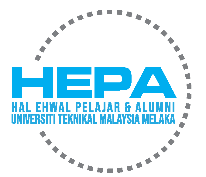 HEPA
HAL EHWAL PELAJAR & ALUMNI
UNIVERSITI TEKNIKAL MALAYSIA MELAKA